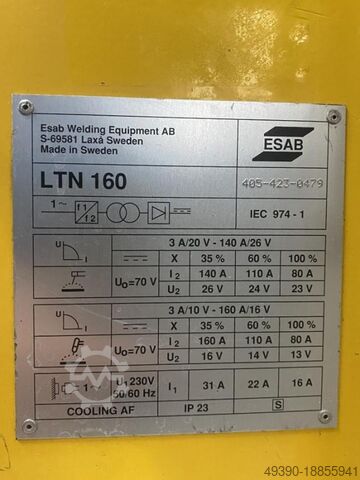 Esab Welding Equipment AB
S-69581 Laxå Sweden
Made in Sweden
ESAB
LTN 160
405-423-0479
1~ f1 f2
IEC 974 - 1
3 A/20 V - 140 A/26 V
U I
X 35% 60% 100%
U₀=70 V
I2 140 A 110 A 80 A
U2 26 V 24 V 23 V
3 A/10 V - 160 A/16 V
U I
X 35% 60% 100%
U₀=70 V
I2 160 A 110 A 80 A
U2 16 V 14 V 13 V
1~ U1 230V
50/60 Hz
I1 31 A 22 A 16 A
COOLING AF IP 23 S
49390-18855941